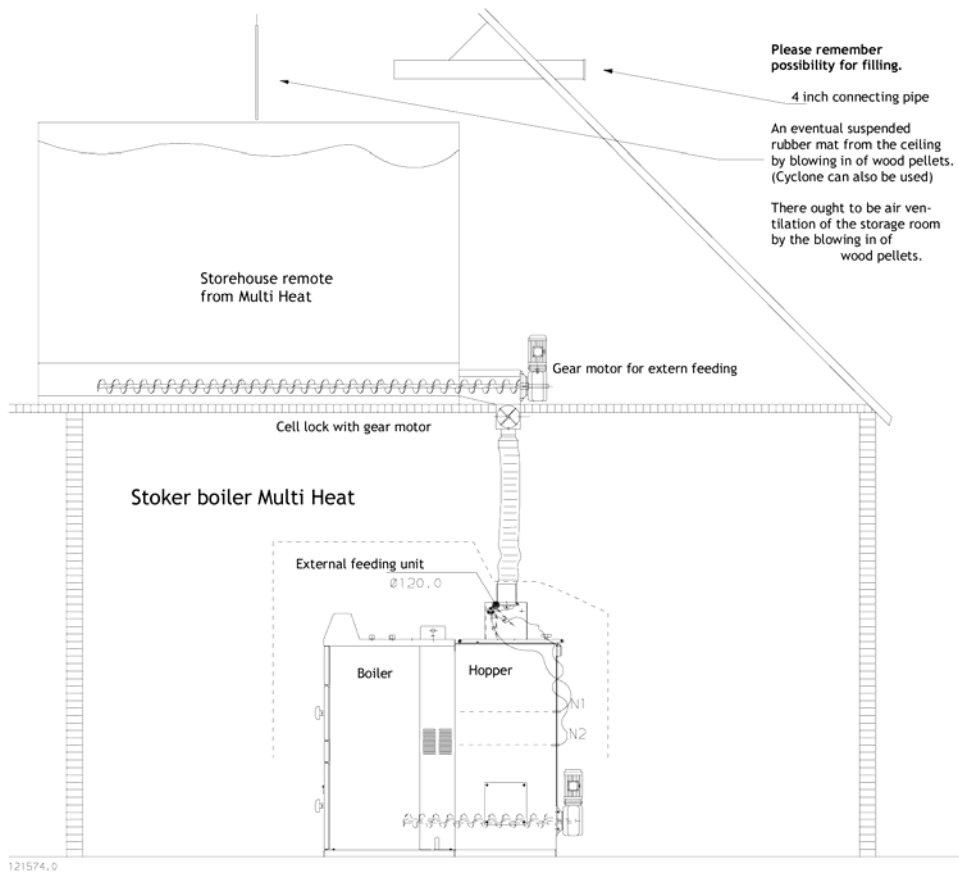 Please remember
possibility for filling.
4 inch connecting pipe
An eventual suspended
rubber mat from the ceiling
by blowing in of wood pellets.
(Cyclone can also be used)
There ought to be air ven-
tilation of the storage room
by the blowing in of
wood pellets.
Storehouse remote
from Multi Heat
Gear motor for extern feeding
Cell lock with gear motor
Stoker boiler Multi Heat
External feeding unit
Ø120.0
Boiler
Hopper
N1
N2
121574.0